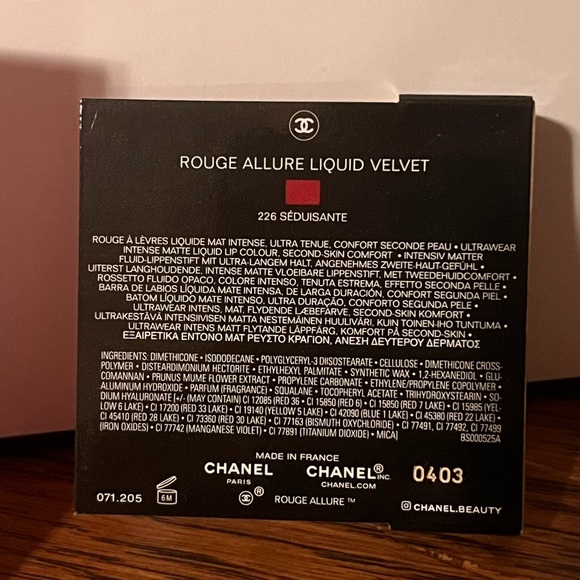 ROUGE ALLURE LIQUID VELVET
226 SÉDUISANTE
ROUGE À LÈVRES LIQUIDE MAT INTENSE, ULTRA TENUE, CONFORT SECONDE PEAU • ULTRAWEAR
INTENSE MATTE LIQUID LIP COLOUR, SECOND-SKIN COMFORT • INTENSIV MATTER
FLUID-LIPPENSTIFT MIT ULTRA-LANGEM HALT, ANGENEHMES ZWEITE-HAUT-GEFÜHL •
UITERST LANGHOUDENDE, INTENSE MATTE VLOEIBARE LIPPENSTIFT, MET TWEEDEHUIDCOMFORT •
ROSSETTO FLUIDO OPACO, COLORE INTENSO, TENUTA ESTREMA, EFFETTO SECONDA PELLE •
BARRA DE LABIOS LÍQUIDA MATE INTENSA, DE LARGA DURACIÓN, CONFORT SEGUNDA PIEL •
BATOM LÍQUIDO MATE INTENSO, ULTRA DURAÇÃO, CONFORTO SEGUNDA PELE •
ULTRAWEAR INTENS, MAT, FLYDENDE LÆBEFARVE, SECOND-SKIN KOMFORT •
ULTRAKESTÄVÄ INTENSIIVISEN MATTA NESTEMÄINEN HUULIVÄRI, KUIN TOINEN-IHO TUNTUMA •
ULTRAWEAR INTENS MATT FLYTANDE LÄPPFÄRG, KOMFORT PÅ SECOND-SKIN •
ΕΞΑΙΡΕΤΙΚΑ ΕΝΤΟΝΟ ΜΑΤ ΡΕΥΣΤΟ ΚΡΑΓΙΟΝ, ΑΝΕΣΗ ΔΕΥΤΕΡΟΥ ΔΕΡΜΑΤΟΣ
INGREDIENTS: DIMETHICONE • ISODODECANE • POLYGLYCERYL-3 DIISOSTEARATE • CELLULOSE • DIMETHICONE CROSS-
POLYMER • DISTEARDIMONIUM HECTORITE • ETHYLHEXYL PALMITATE • SYNTHETIC WAX • 1,2-HEXANEDIOL • GLU-
COMANNAN • PRUNUS MUME FLOWER EXTRACT • PROPYLENE CARBONATE • ETHYLENE/PROPYLENE COPOLYMER •
ALUMINUM HYDROXIDE • PARFUM (FRAGRANCE) • SQUALANE • TOCOPHERYL ACETATE • TRIHYDROXYSTEARIN • SO-
DIUM HYALURONATE [+/- (MAY CONTAIN) CI 12085 (RED 36 LAKE) • CI 15850 (RED 6) • CI 15850 (RED 7 LAKE) • CI 15985 (YEL-
LOW 6 LAKE) • CI 17200 (RED 33 LAKE) • CI 19140 (YELLOW 5 LAKE) • CI 42090 (BLUE 1 LAKE) • CI 45380 (RED 22 LAKE) •
CI 45410 (RED 28 LAKE) • CI 73360 (RED 30 LAKE) • CI 77163 (BISMUTH OXYCHLORIDE) • CI 77491, CI 77492, CI 77499
(IRON OXIDES) • CI 77742 (MANGANESE VIOLET) • CI 77891 (TITANIUM DIOXIDE) • MICA] BS000525A
MADE IN FRANCE
CHANEL CHANEL® INC. 0403
PARIS CHANEL.COM
071.205 6M ® ROUGE ALLURE ™ CHANEL.BEAUTY